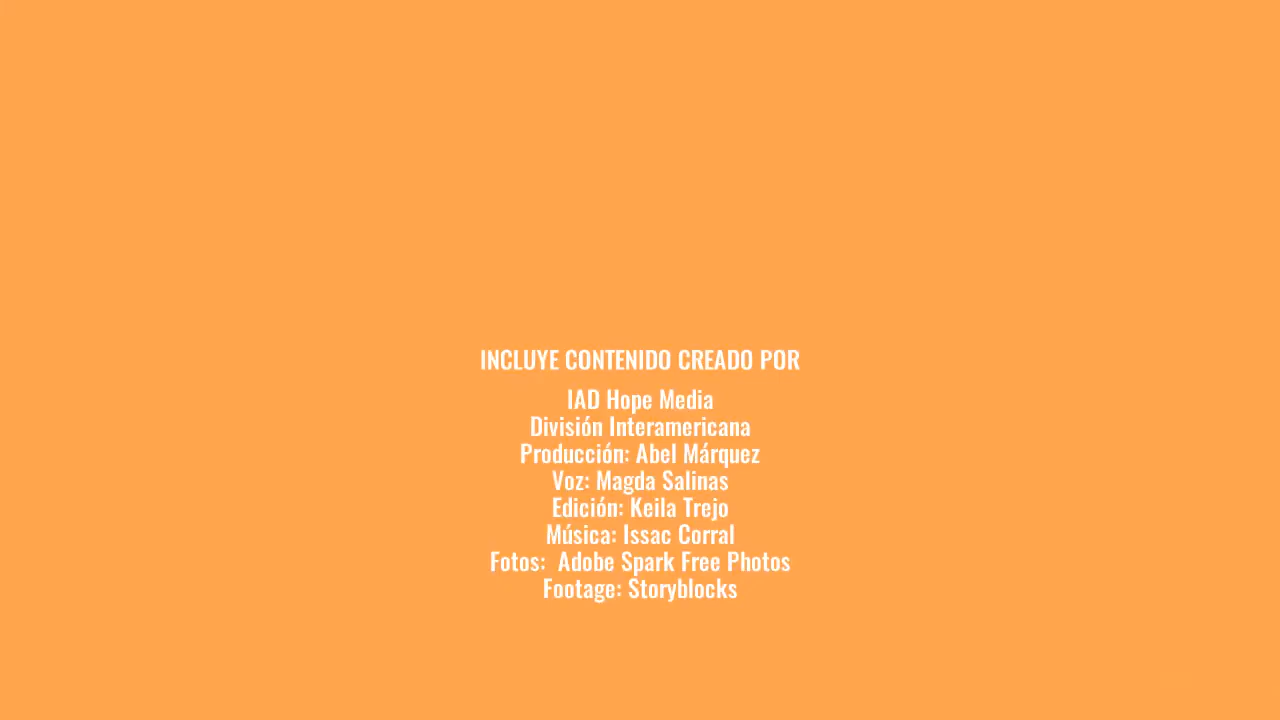 INCLUYE CONTENIDO CREADO POR
IAD Hope Media
División Interamericana
Producción: Abel Márquez
Voz: Magda Salinas
Edición: Keila Trejo
Música: Issac Corral
Fotos:  Adobe Spark Free Photos
Footage: Storyblocks